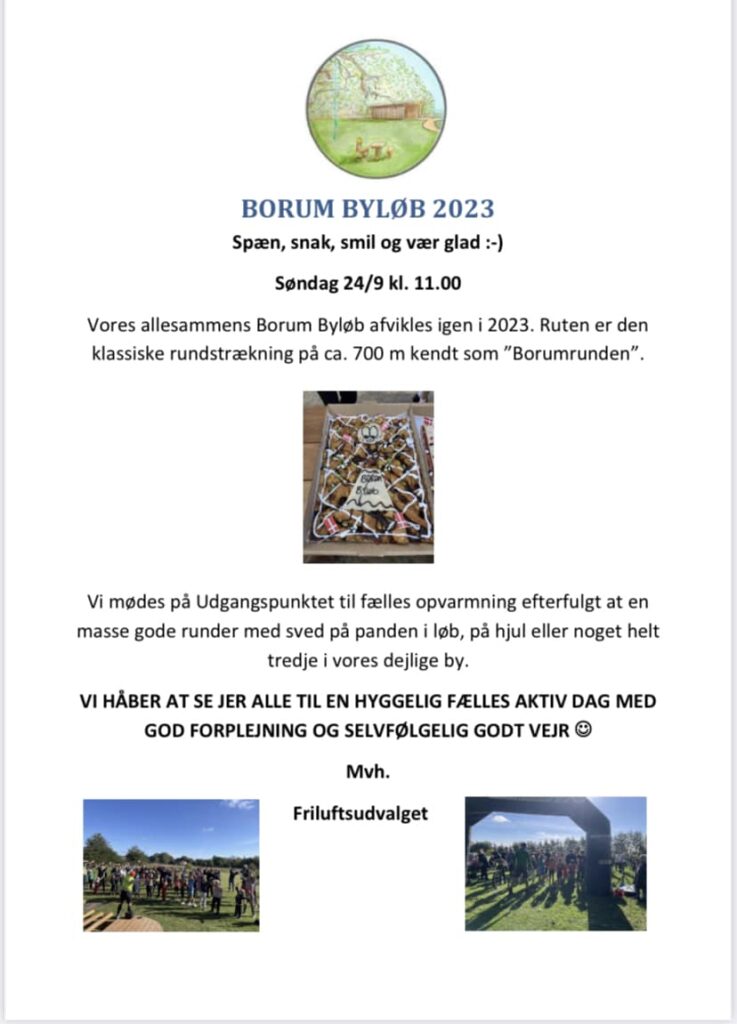 BORUM BYLØB 2023
Spæn, snak, smil og vær glad :-)
Søndag 24/9 kl. 11.00
Vores allesammens Borum Byløb afvikles igen i 2023. Ruten er den
klassiske rundstrækning på ca. 700 m kendt som ”Borumrunden”.
Borum
Byløb
Vi mødes på Udgangspunktet til fælles opvarmning efterfulgt at en
masse gode runder med sved på panden i løb, på hjul eller noget helt
tredje i vores dejlige by.
VI HÅBER AT SE JER ALLE TIL EN HYGGELIG FÆLLES AKTIV DAG MED
GOD FORPLEJNING OG SELVFØLGELIG GODT VEJR ☺
Mvh.
Friluftsudvalget